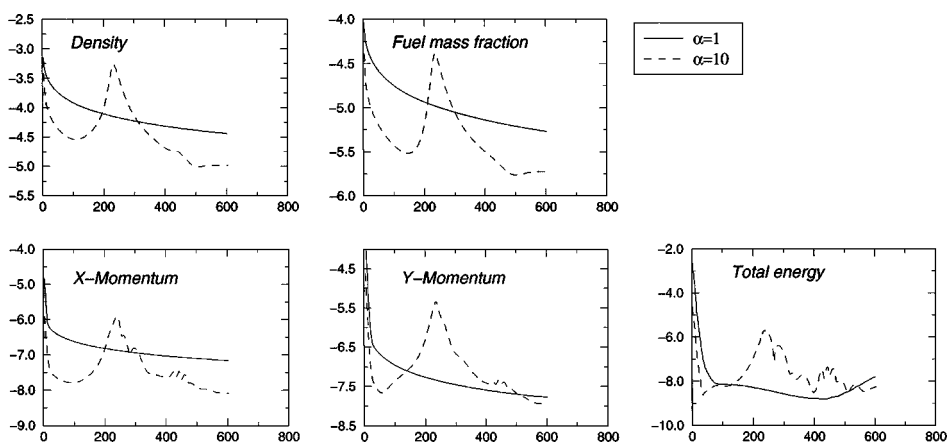 Density
−2.5
−3.0
−3.5
−4.0
−4.5
−5.0
−5.5
0 200 400 600 800
Fuel mass fraction
−4.0
−4.5
−5.0
−5.5
−6.0
0 200 400 600 800
α=1
α=10
X−Momentum
−4.0
−5.0
−6.0
−7.0
−8.0
−9.0
0 200 400 600 800
Y−Momentum
−4.5
−5.5
−6.5
−7.5
−8.5
0 200 400 600 800
Total energy
−2.0
−4.0
−6.0
−8.0
−10.0
0 200 400 600 800